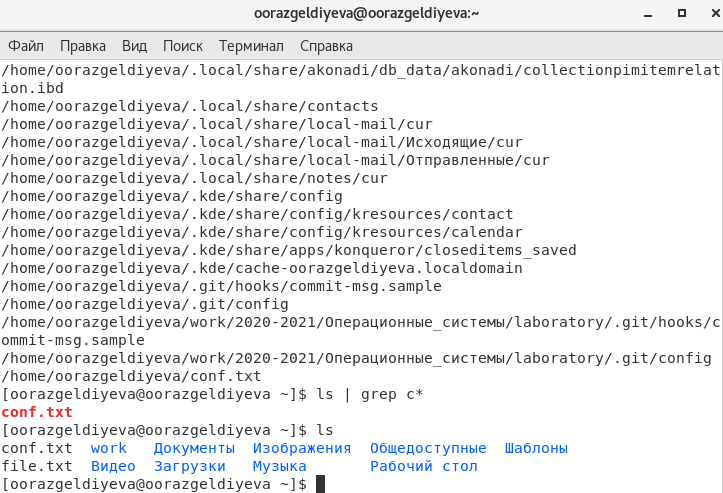 oorazgeldiyeva@oorazgeldiyeva:~
Файл Правка Вид Поиск Терминал Справка
/home/oorazgeldiyeva/.local/share/akonadi/db_data/akonadi/collectionpimitemrelat
ion.ibd
/home/oorazgeldiyeva/.local/share/contacts
/home/oorazgeldiyeva/.local/share/local-mail/cur
/home/oorazgeldiyeva/.local/share/local-mail/Исходящие/cur
/home/oorazgeldiyeva/.local/share/local-mail/Отправленные/cur
/home/oorazgeldiyeva/.local/share/notes/cur
/home/oorazgeldiyeva/.kde/share/config
/home/oorazgeldiyeva/.kde/share/config/kresources/contact
/home/oorazgeldiyeva/.kde/share/config/kresources/calendar
/home/oorazgeldiyeva/.kde/share/apps/konqueror/closeditems_saved
/home/oorazgeldiyeva/.kde/cache-oorazgeldiyeva.localdomain
/home/oorazgeldiyeva/.git/hooks/commit-msg.sample
/home/oorazgeldiyeva/.git/config
/home/oorazgeldiyeva/work/2020-2021/Операционные_системы/laboratory/.git/hooks/c
ommit-msg.sample
/home/oorazgeldiyeva/work/2020-2021/Операционные_системы/laboratory/.git/config
/home/oorazgeldiyeva/conf.txt
[oorazgeldiyeva@oorazgeldiyeva ~]$ ls | grep c*
conf.txt
[oorazgeldiyeva@oorazgeldiyeva ~]$ ls
conf.txt work Документы Изображения Общедоступные Шаблоны
file.txt Видео Загрузки Музыка Рабочий стол
[oorazgeldiyeva@oorazgeldiyeva ~]$